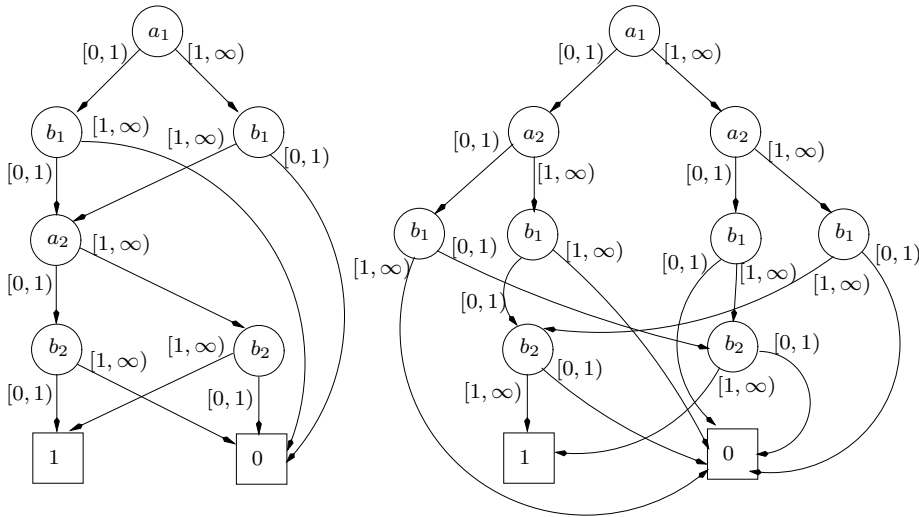 a₁ a₁
[0, 1) [1, ∞) [0, 1) [1, ∞)
b₁ [1, ∞) [1, ∞) b₁ [0, 1) a₂ a₂
[0, 1) [0, 1) [1, ∞) [0, 1) [1, ∞)
a₂ [1, ∞) b₁ [0, 1) b₁ [1, ∞) b₁ b₁ [0, 1)
[0, 1) [1, ∞) [0, 1) [0, 1) [1, ∞) [1, ∞)
b₂ [1, ∞) [1, ∞) b₂ b₂ [0, 1) b₂ [0, 1)
[0, 1) [0, 1) [1, ∞) [1, ∞)
1 0 1 0